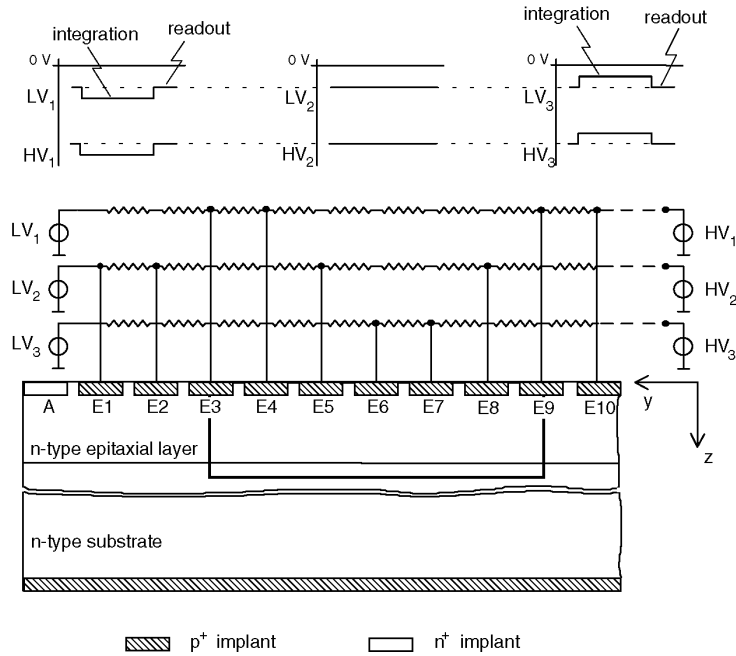 integration
readout
0 V
LV1
HV1
0 V
LV2
HV2
integration
readout
0 V
LV3
HV3
LV1
HV1
LV2
HV2
LV3
HV3
A
E1
E2
E3
E4
E5
E6
E7
E8
E9
E10
y
z
n-type epitaxial layer
n-type substrate
p+ implant
n+ implant